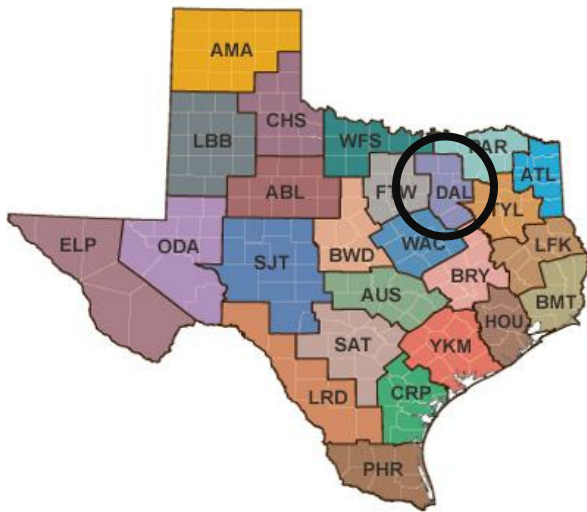 AMA
CHS
LBB
WFS
PAR
ATL
ABL
FTW
DAL
TYL
ELP
ODA
SJT
BWD
WAC
LFK
BRY
AUS
BMT
HOU
SAT
YKM
LRD
CRP
PHR